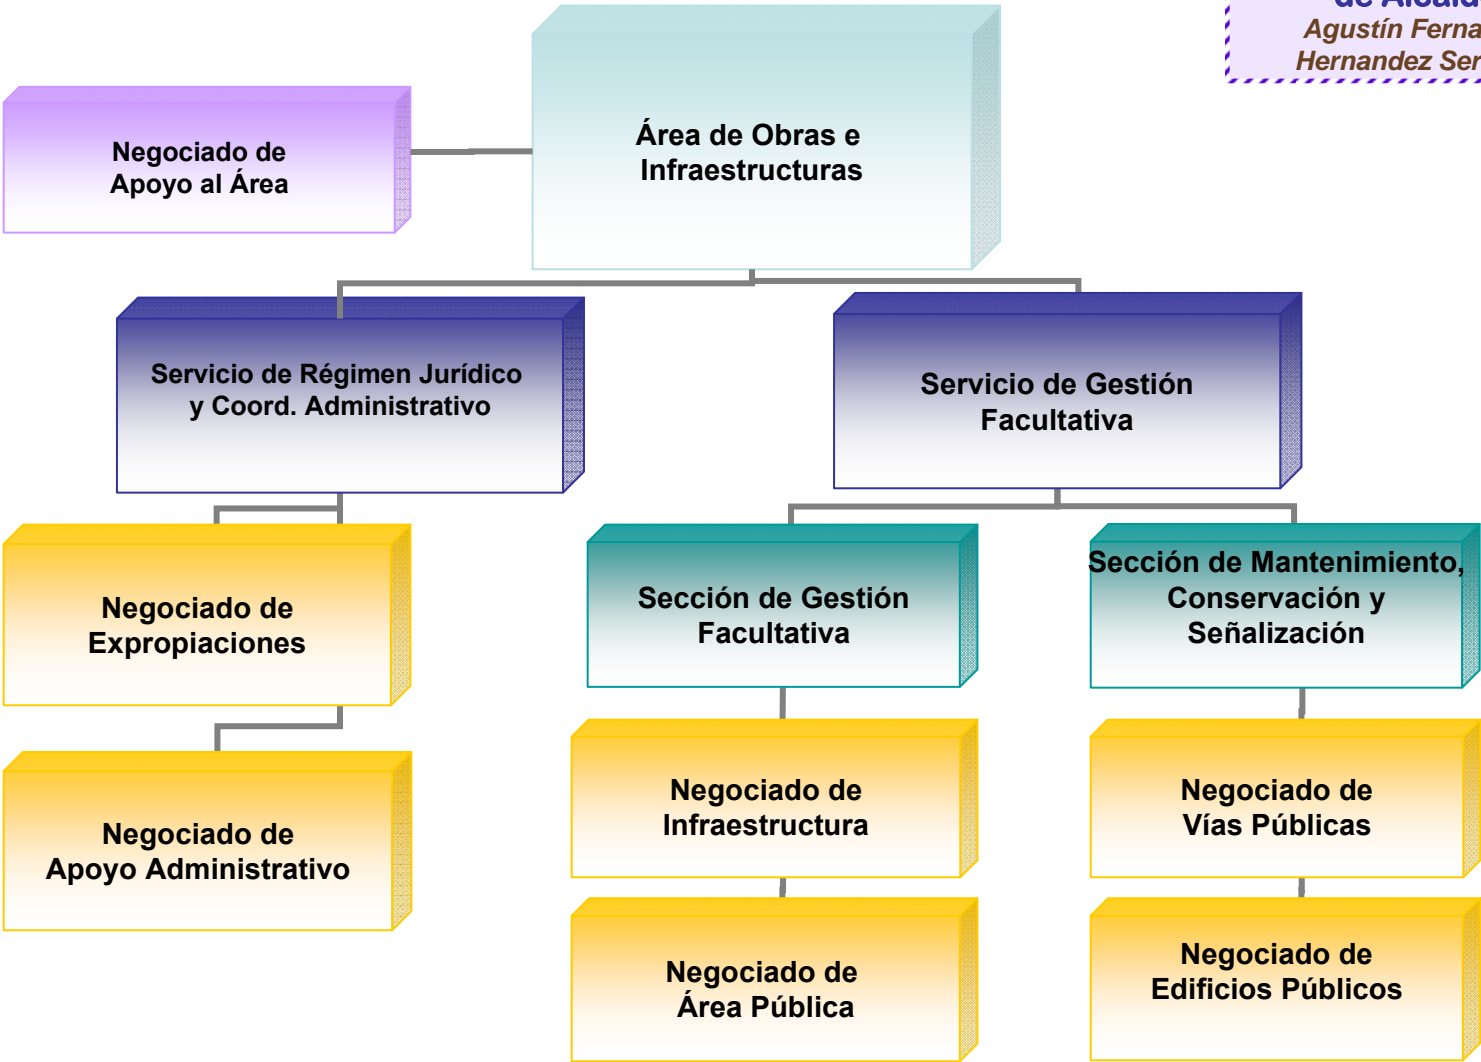 Agustín
Hernandez
Área de Obras e
Infraestructuras
Negociado de
Apoyo al Área
Servicio de Régimen Jurídico
y Coord. Administrativo
Servicio de Gestión
Facultativa
Negociado de
Expropiaciones
Sección de Gestión
Facultativa
Sección de Mantenimiento,
Conservación y
Señalización
Negociado de
Apoyo Administrativo
Negociado de
Infraestructura
Negociado de
Vías Públicas
Negociado de
Área Pública
Negociado de
Edificios Públicos